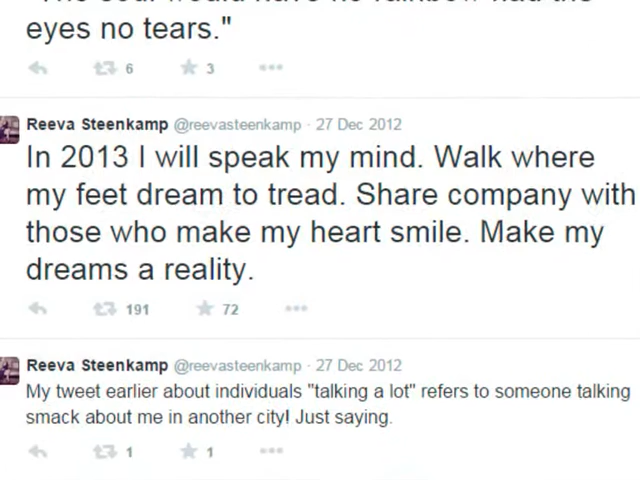 eyes no tears."
6 3
Reeva Steenkamp @reevasteenkamp · 27 Dec 2012
In 2013 I will speak my mind. Walk where
my feet dream to tread. Share company with
those who make my heart smile. Make my
dreams a reality.
191 72
Reeva Steenkamp @reevasteenkamp · 27 Dec 2012
My tweet earlier about individuals "talking a lot" refers to someone talking
smack about me in another city! Just saying.
1 1